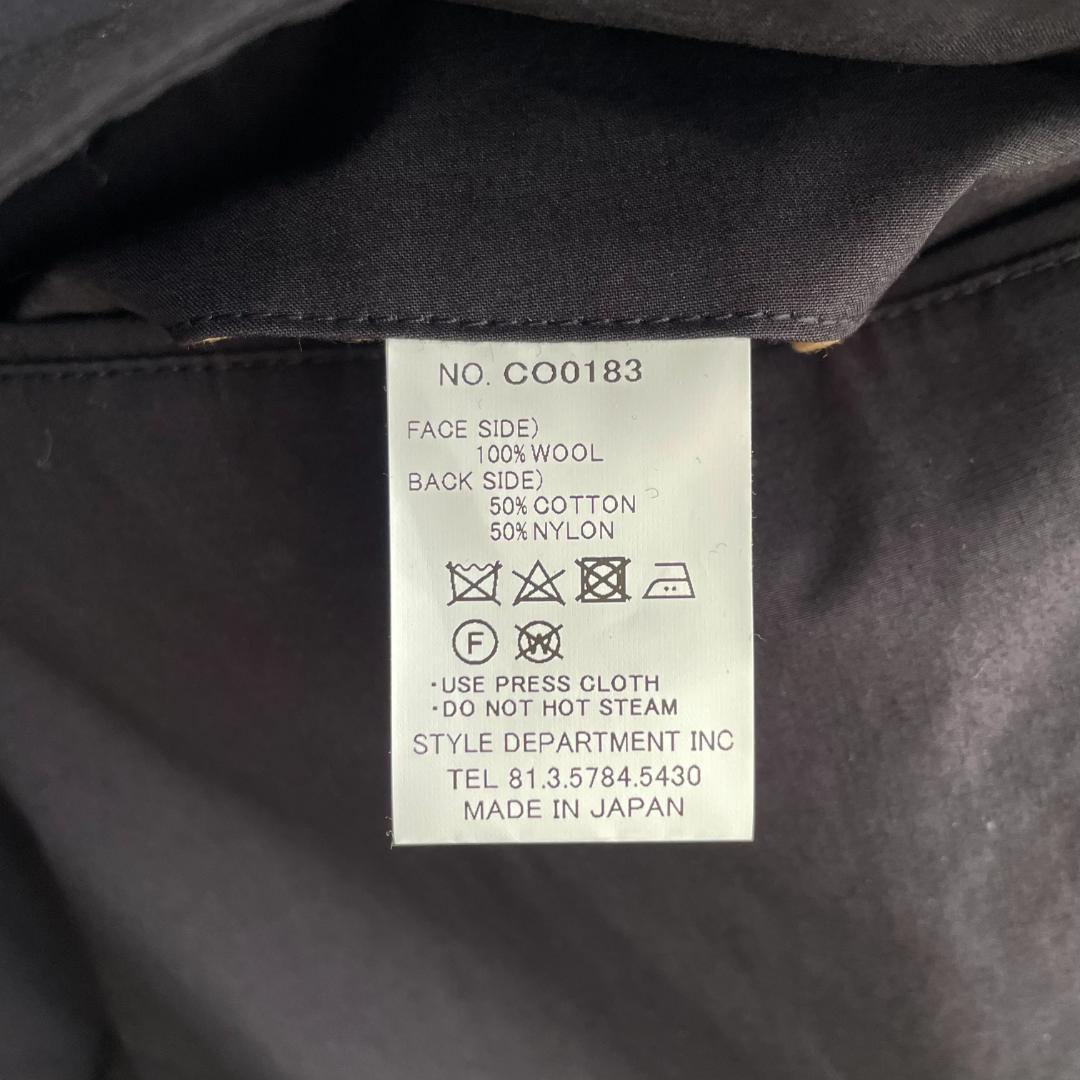 NO. CO0183
FACE SIDE)
100% WOOL
BACK SIDE)
50% COTTON
50% NYLON
F W
・USE PRESS CLOTH
・DO NOT HOT STEAM
STYLE DEPARTMENT INC
TEL 81.3.5784.5430
MADE IN JAPAN